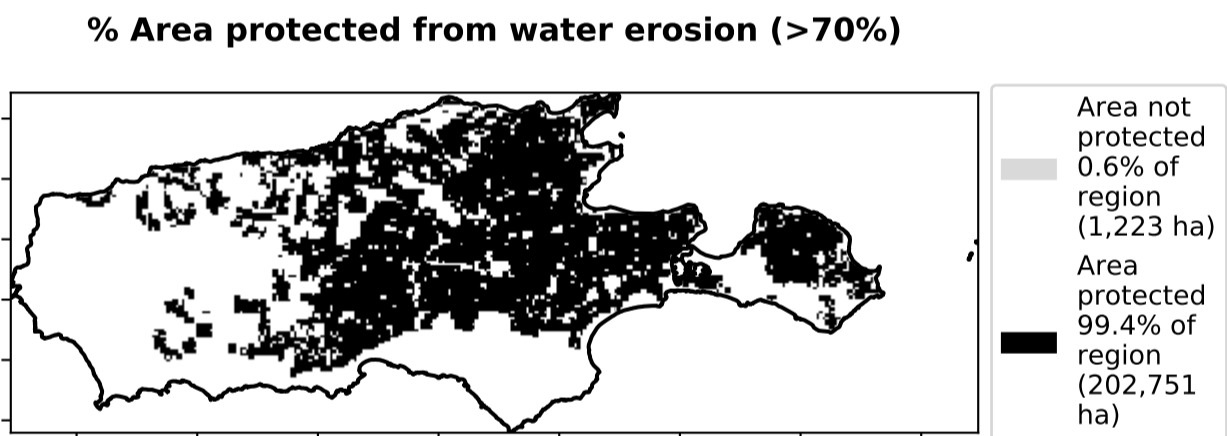 % Area protected from water erosion (>70%)
Area not
protected
0.6% of
region
(1,223 ha)
Area
protected
99.4% of
region
(202,751
ha)